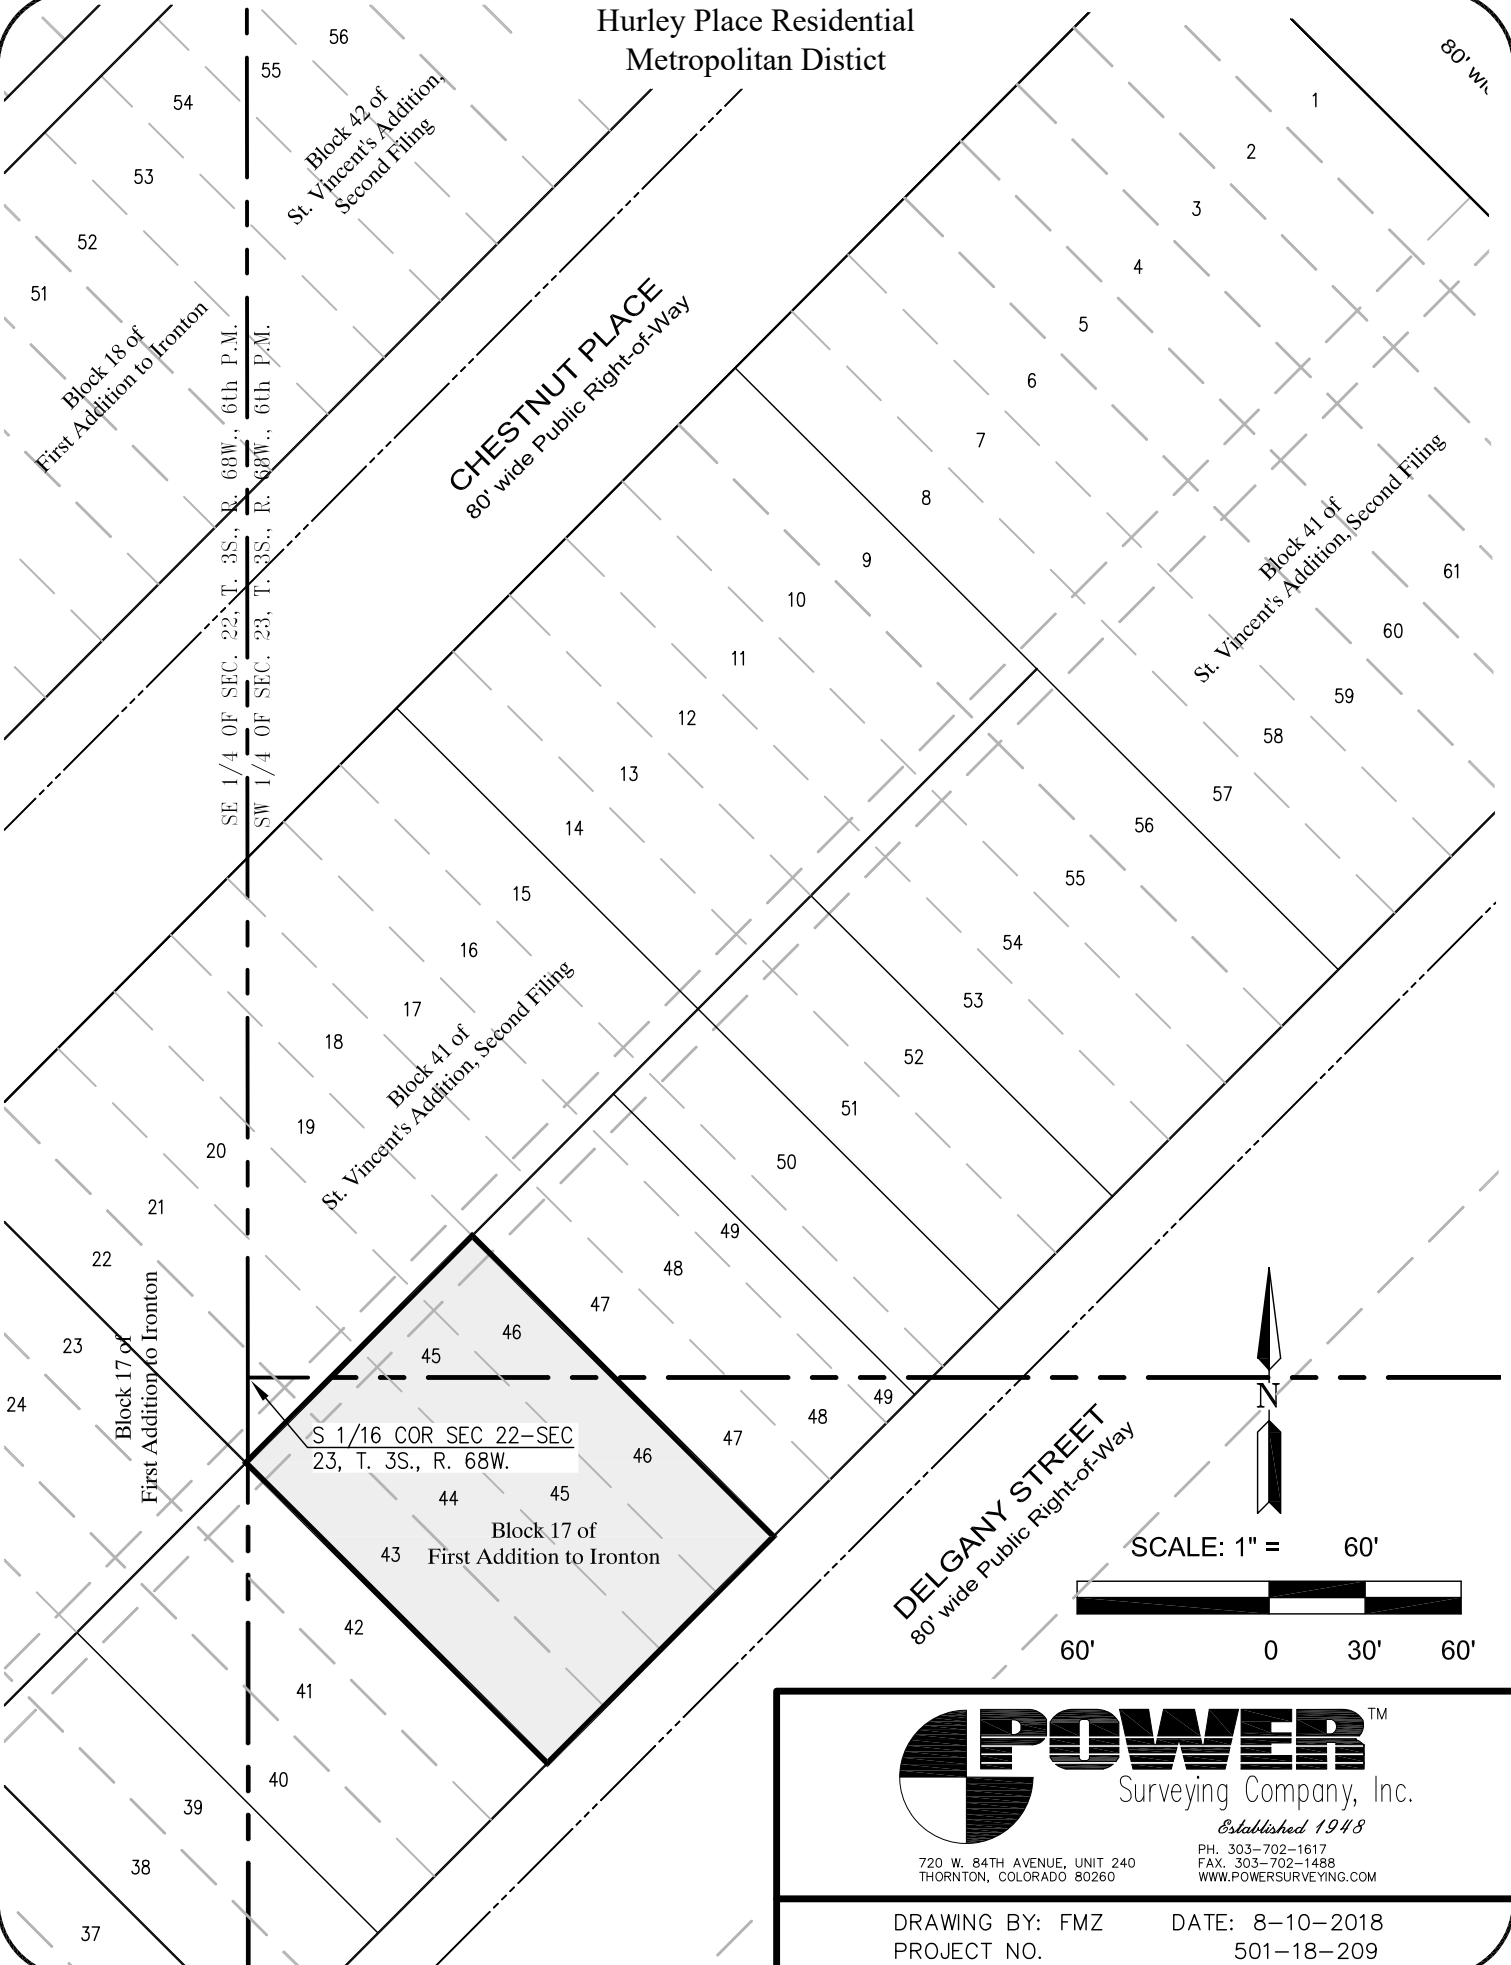 Hurley Place Residential
Metropolitan Distict
80'
56
55
54
53
52
51
Block 42 of
St. Vincent's Addition,
Second Filing
Block 18 of
First Addition to Ironton
SE 1/4 OF SEC. 22, T. 3S., R. 68W., 6th P.M.
SW 1/4 OF SEC. 23, T. 3S., R. 68W., 6th P.M.
CHESTNUT PLACE
80' wide Public Right-of-Way
1
2
3
4
5
6
7
8
9
10
11
12
13
14
15
16
17
18
19
20
21
22
23
24
Block 41 of
St. Vincent's Addition, Second Filing
61
60
59
58
57
56
55
54
53
52
51
50
49
48
47
46
45
Block 41 of
St. Vincent's Addition, Second Filing
Block 17 of
First Addition to Ironton
S 1/16 COR SEC 22-SEC
23, T. 3S., R. 68W.
49
48
47
46
45
44
43
Block 17 of
First Addition to Ironton
42
41
40
39
38
37
DELGANY STREET
80' wide Public Right-of-Way
N
SCALE: 1" = 60'
60' 0 30' 60'
POWER™
Surveying Company, Inc.
Established 1948
PH. 303-702-1617
FAX. 303-702-1488
WWW.POWERSURVEYING.COM
720 W. 84TH AVENUE, UNIT 240
THORNTON, COLORADO 80260
DRAWING BY: FMZ DATE: 8-10-2018
PROJECT NO. 501-18-209